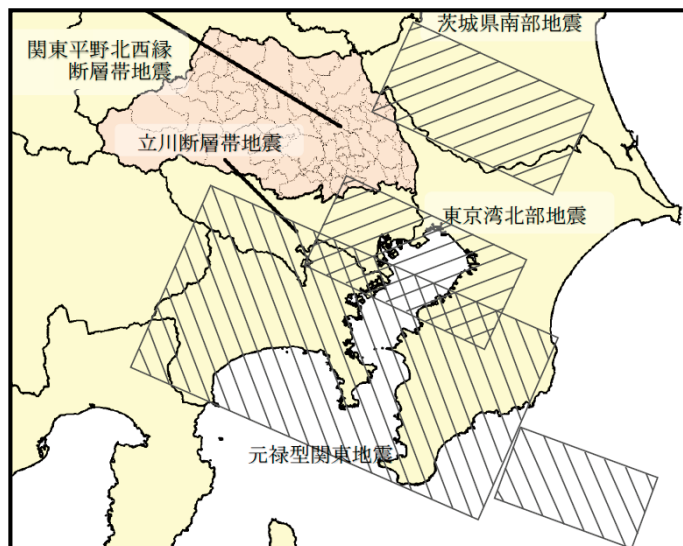 茨城県南部地震
関東平野北西縁
断層帯地震
立川断層帯地震
東京湾北部地震
元禄型関東地震